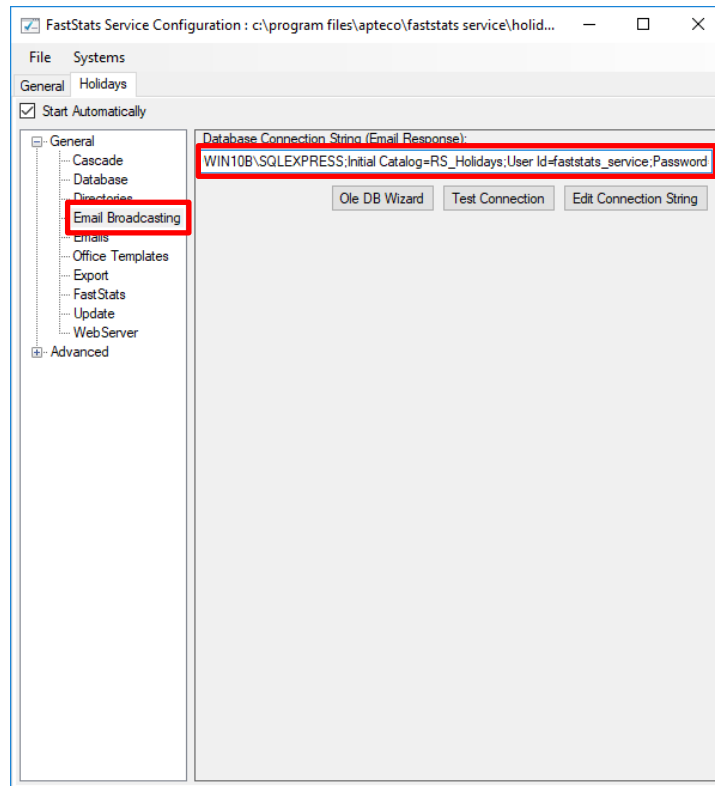 FastStats Service Configuration : c:\program files\apteco\faststats service\holid...
File Systems
General Holidays
Start Automatically
General
Cascade
Database
Directories
Email Broadcasting
Emails
Office Templates
Export
FastStats
Update
WebServer
Advanced
Database Connection String (Email Response):
WIN10B\SQLEXPRESS;Initial Catalog=RS_Holidays;User Id=faststats_service;Password
Ole DB Wizard Test Connection Edit Connection String